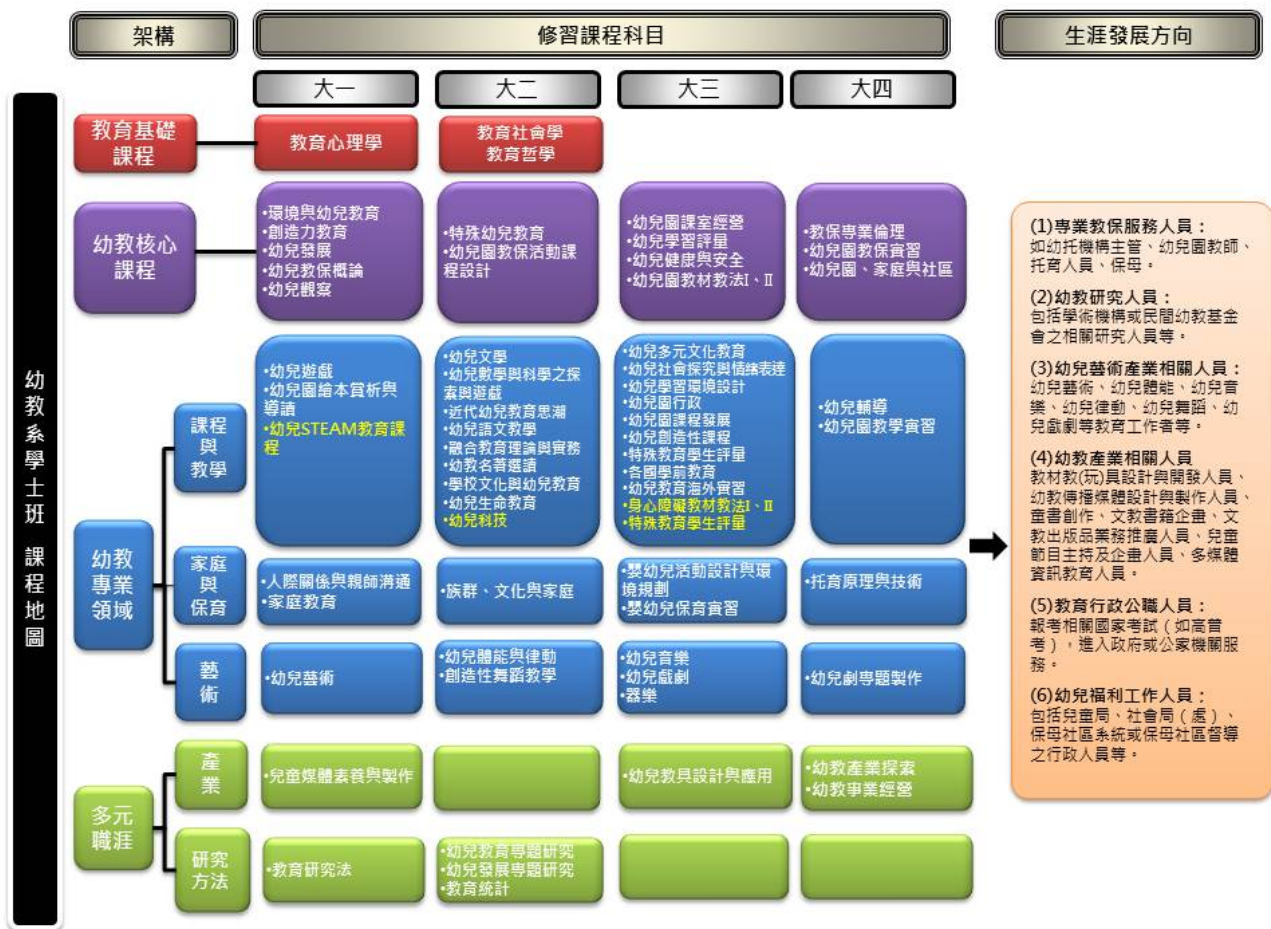 架構
修習課程科目
生涯發展方向
大一
大二
大三
大四
幼教系學士班 課程地圖
教育基礎
課程
教育心理學
教育社會學
教育哲學
幼教核心
課程
•環境與幼兒教育
•創造力教育
•幼兒發展
•幼兒教保概論
•幼兒觀察
•特殊幼兒教育
•幼兒園教保活動課
程設計
•幼兒園課室經營
•幼兒學習評量
•幼兒健康與安全
•幼兒園教材教法I、II
•教保專業倫理
•幼兒園教保實習
•幼兒園、家庭與社區
幼教
專業
領域
課程
與
教學
•幼兒遊戲
•幼兒園繪本賞析與
導讀
•幼兒STEAM教育課
程
•幼兒文學
•幼兒數學與科學之探
索與遊戲
•近代幼兒教育思潮
•幼兒語文教學
•融合教育理論與實務
•幼教名著選讀
•學校文化與幼兒教育
•幼兒生命教育
•幼兒科技
•幼兒多元文化教育
•幼兒社會探究與情緒表達
•幼兒學習環境設計
•幼兒園行政
•幼兒園課程發展
•幼兒創造性課程
•特殊教育學生評量
•各國學前教育
•幼兒教育海外實習
•身心障礙教材教法I、II
•特殊教育學生評量
•幼兒輔導
•幼兒園教學實習
家庭
與
保育
•人際關係與親師溝通
•家庭教育
•族群、文化與家庭
•嬰幼兒活動設計與環
境規劃
•嬰幼兒保育實習
•托育原理與技術
藝
術
•幼兒藝術
•幼兒體能與律動
•創造性舞蹈教學
•幼兒音樂
•幼兒戲劇
•器樂
•幼兒劇專題製作
多元
職涯
產
業
•兒童媒體素養與製作
•幼兒教具設計與應用
•幼教產業探索
•幼教事業經營
研究
方法
•教育研究法
•幼兒教育專題研究
•幼兒發展專題研究
•教育統計
(1)專業教保服務人員：
如幼托機構主管、幼兒園教師、
托育人員、保母。
(2)幼教研究人員：
包括學術機構或民間幼教基金
會之相關研究人員等。
(3)幼兒藝術產業相關人員：
幼兒藝術、幼兒體能、幼兒音
樂、幼兒律動、幼兒舞蹈、幼
兒戲劇等教育工作者等。
(4)幼教產業相關人員
教材教(玩)具設計與開發人員、
幼教傳播媒體設計與製作人員、
童書創作、文教書籍企畫、文
教出版品業務推廣人員、兒童
節目主持及企畫人員、多媒體
資訊教育人員。
(5)教育行政公職人員：
報考相關國家考試（如高普
考），進入政府或公家機關服
務。
(6)幼兒福利工作人員：
包括兒童局、社會局（處）、
保母社區系統或保母社區督導
之行政人員等。